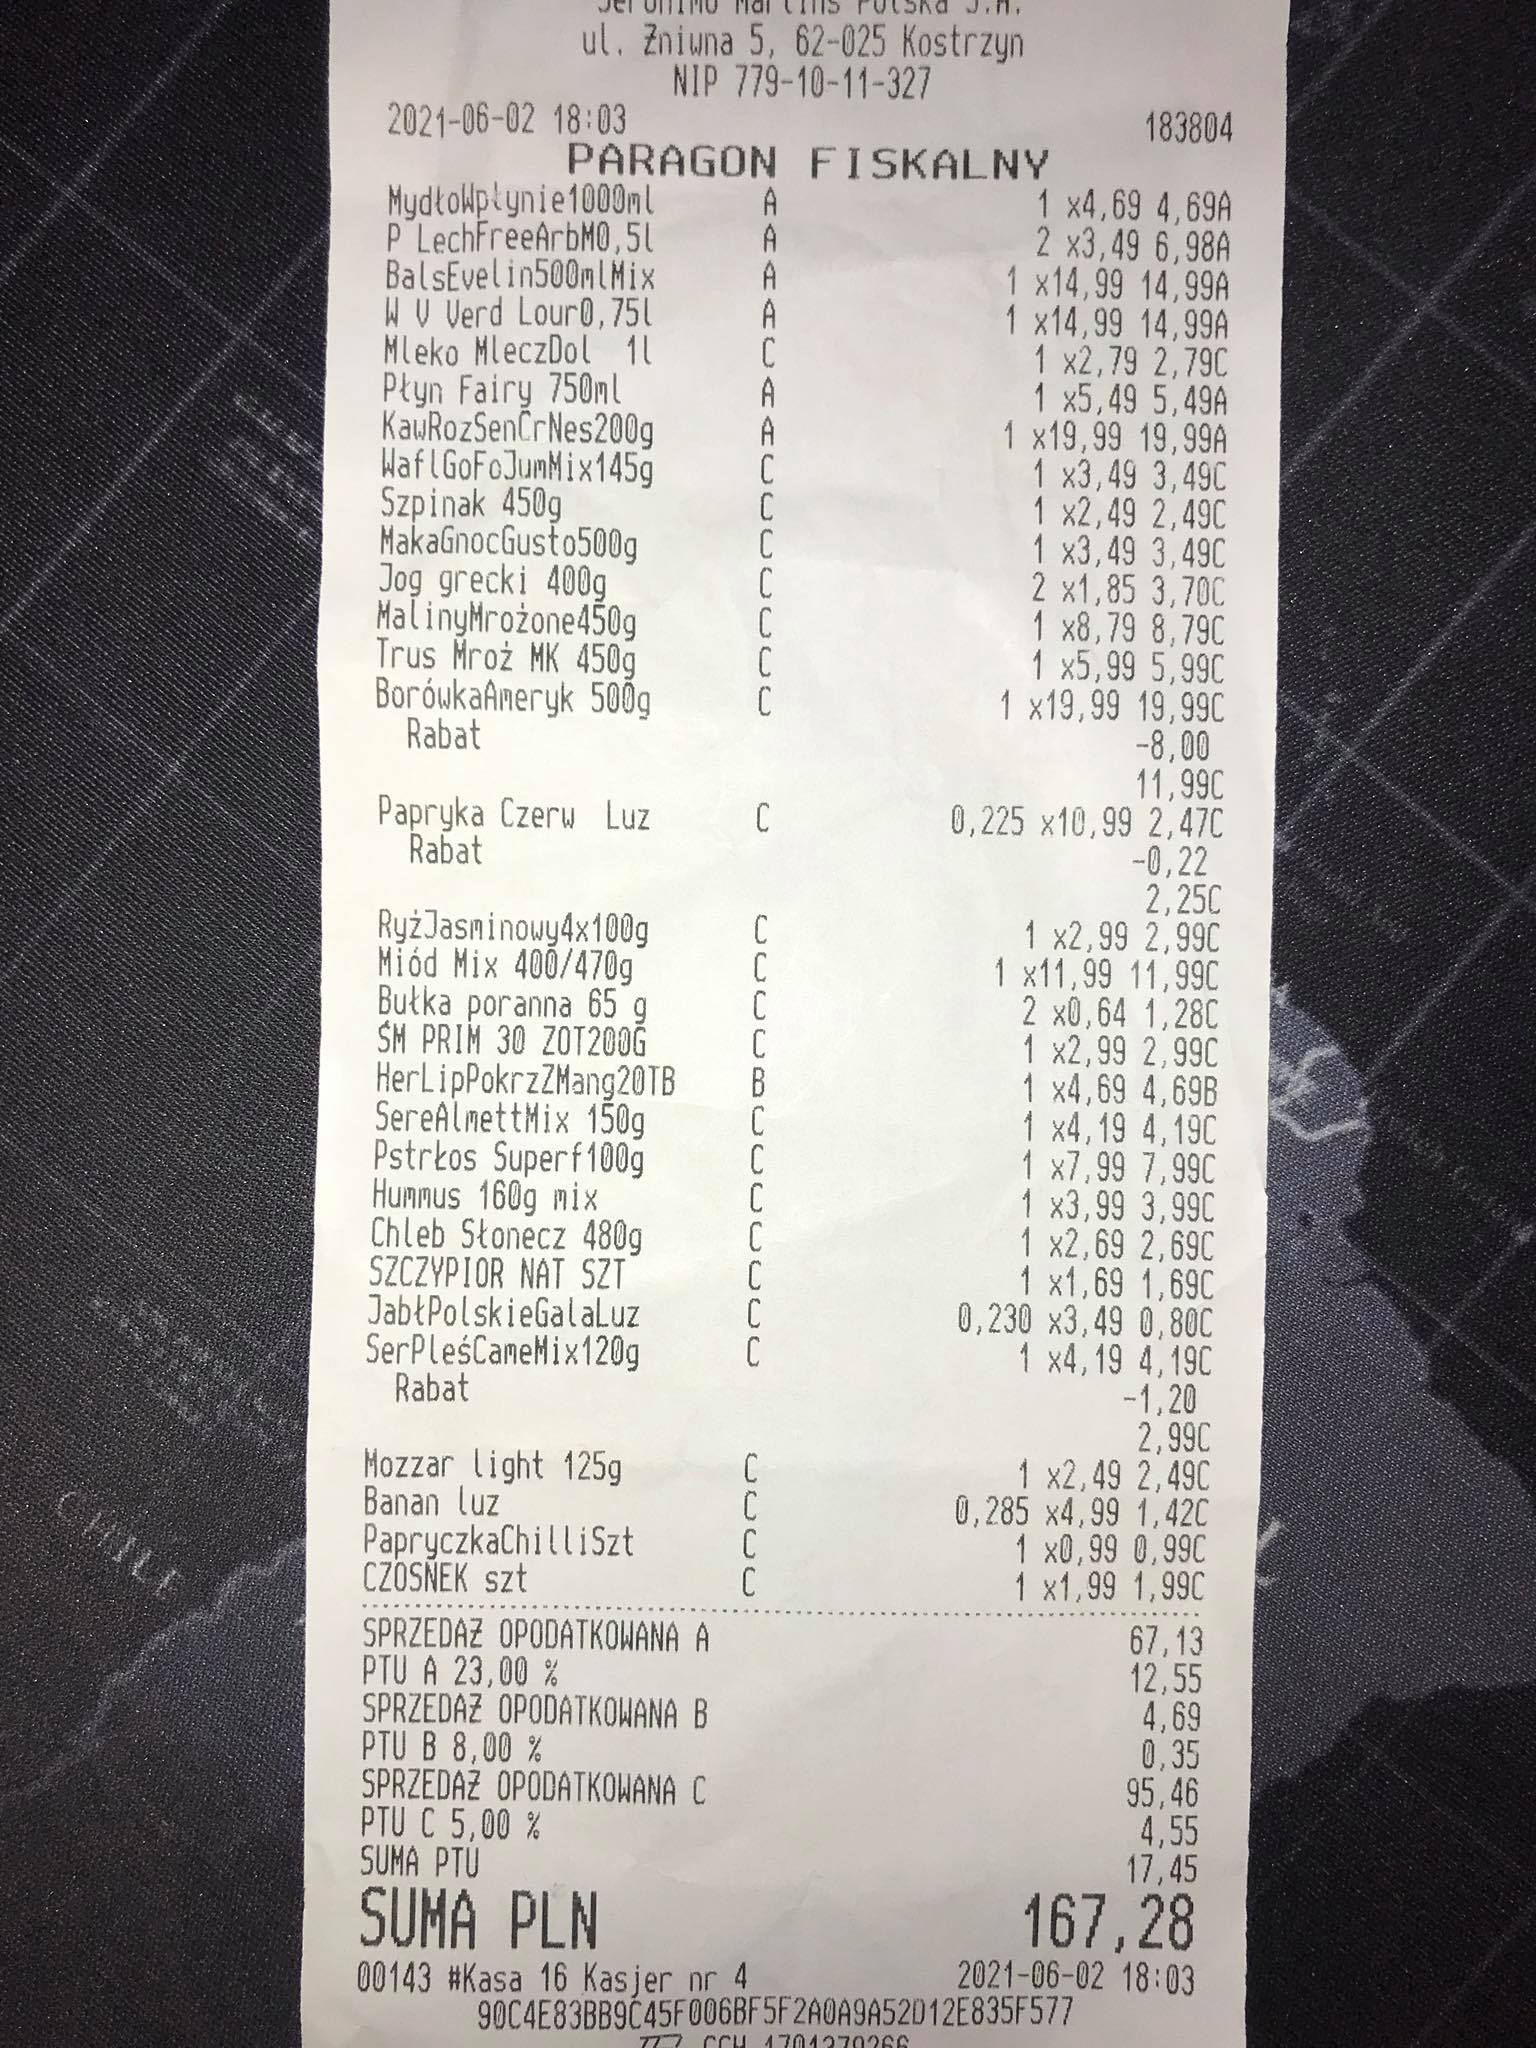 Jeronimo Martins Polska S.A.
ul. Żniwna 5, 62-025 Kostrzyn
NIP 779-10-11-327
2021-06-02 18:03 183804
PARAGON FISKALNY
MydłoWpłynie1000ml A 1 x4,69 4,69A
P LechFreeArbM0,5l A 2 x3,49 6,98A
BalsEvelin500mlMix A 1 x14,99 14,99A
W V Verd Lour0,75l A 1 x14,99 14,99A
Mleko MleczDol 1l C 1 x2,79 2,79C
Płyn Fairy 750ml A 1 x5,49 5,49A
KawRozSenCrNes200g A 1 x19,99 19,99A
WaflGoFoJumMix145g C 1 x3,49 3,49C
Szpinak 450g C 1 x2,49 2,49C
MakaGnocGusto500g C 1 x3,49 3,49C
Jog grecki 400g C 2 x1,85 3,70C
MalinyMrożone450g C 1 x8,79 8,79C
Trus Mroż MK 450g C 1 x5,99 5,99C
BorówkaAmeryk 500g C 1 x19,99 19,99C
Rabat -8,00
11,99C
Papryka Czerw Luz C 0,225 x10,99 2,47C
Rabat -0,22
2,25C
RyżJasminowy4x100g C 1 x2,99 2,99C
Miód Mix 400/470g C 1 x11,99 11,99C
Bułka poranna 65 g C 2 x0,64 1,28C
ŚM PRIM 30 ZOT200G C 1 x2,99 2,99C
HerLipPokrzZMang20TB B 1 x4,69 4,69B
SereAlmettMix 150g C 1 x4,19 4,19C
PstrŁos Superf100g C 1 x7,99 7,99C
Hummus 160g mix C 1 x3,99 3,99C
Chleb Słonecz 480g C 1 x2,69 2,69C
SZCZYPIOR NAT SZT C 1 x1,69 1,69C
JabłPolskieGalaLuz C 0,230 x3,49 0,80C
SerPleśCameMix120g C 1 x4,19 4,19C
Rabat -1,20
2,99C
Mozzar light 125g C 1 x2,49 2,49C
Banan luz C 0,285 x4,99 1,42C
PapryczkaChilliSzt C 1 x0,99 0,99C
CZOSNEK szt C 1 x1,99 1,99C
SPRZEDAŻ OPODATKOWANA A 67,13
PTU A 23,00 % 12,55
SPRZEDAŻ OPODATKOWANA B 4,69
PTU B 8,00 % 0,35
SPRZEDAŻ OPODATKOWANA C 95,46
PTU C 5,00 % 4,55
SUMA PTU 17,45
SUMA PLN 167,28
00143 #Kasa 16 Kasjer nr 4 2021-06-02 18:03
90C4E83BB9C45F006BF5F2A0A9A52D12E835F577
CCH 1701379266
CHILE